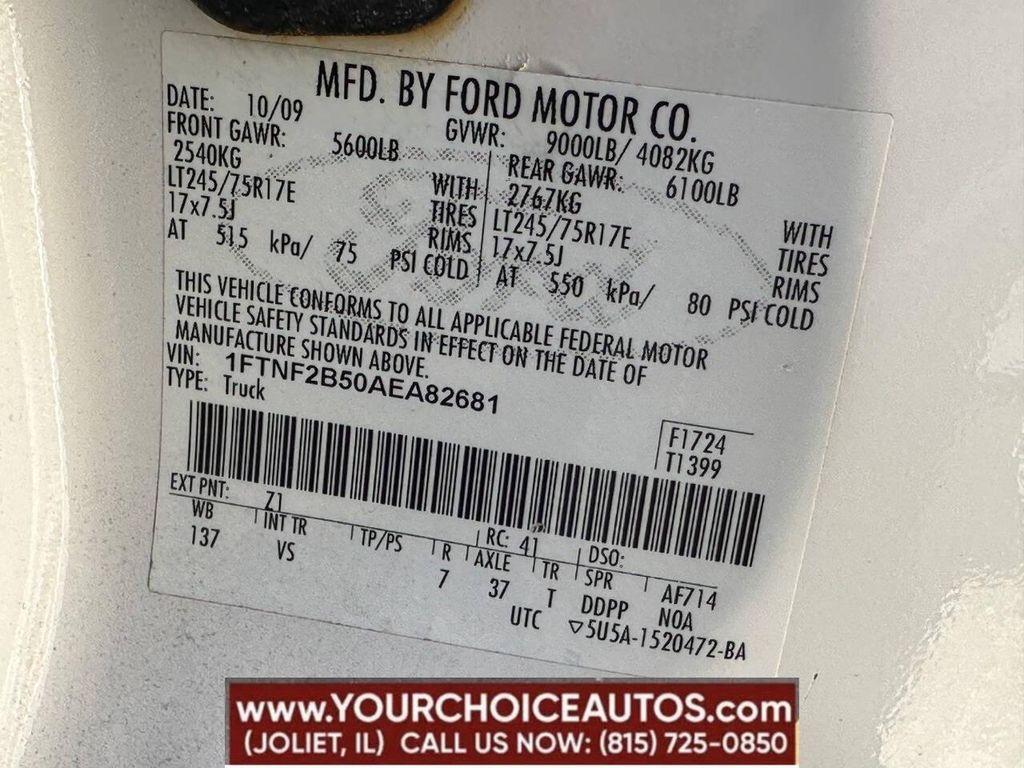 MFD. BY FORD MOTOR CO.
DATE: 10/09 GVWR: 9000LB/ 4082KG
FRONT GAWR: 5600LB REAR GAWR: 6100LB
2540KG WITH 2767KG WITH
LT245/75R17E TIRES LT245/75R17E TIRES
17x7.5J RIMS 17x7.5J RIMS
AT 515 kPa/ 75 PSI COLD AT 550 kPa/ 80 PSI COLD
THIS VEHICLE CONFORMS TO ALL APPLICABLE FEDERAL MOTOR
VEHICLE SAFETY STANDARDS IN EFFECT ON THE DATE OF
MANUFACTURE SHOWN ABOVE.
VIN: 1FTNF2B50AEA82681
TYPE: Truck
F1724
T1399
EXT PNT: Z1 RC: 41 DSO: AF714
WB INT TR TP/PS R AXLE TR SPR
137 VS 7 37 T DDPP N0A
UTC ▽5U5A-1520472-BA
www.YOURCHOICEAUTOS.com
(JOLIET, IL) CALL US NOW: (815) 725-0850